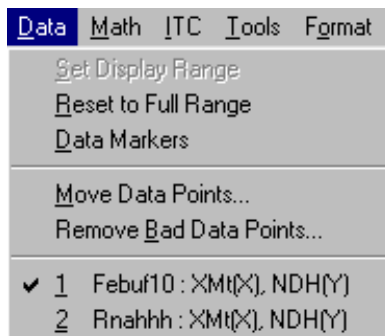 Data Math ITC Tools Format
Set Display Range
Reset to Full Range
Data Markers
Move Data Points...
Remove Bad Data Points...
✔ 1 Febuf10 : XMt(X), NDH(Y)
2 Rnahhh : XMt(X), NDH(Y)